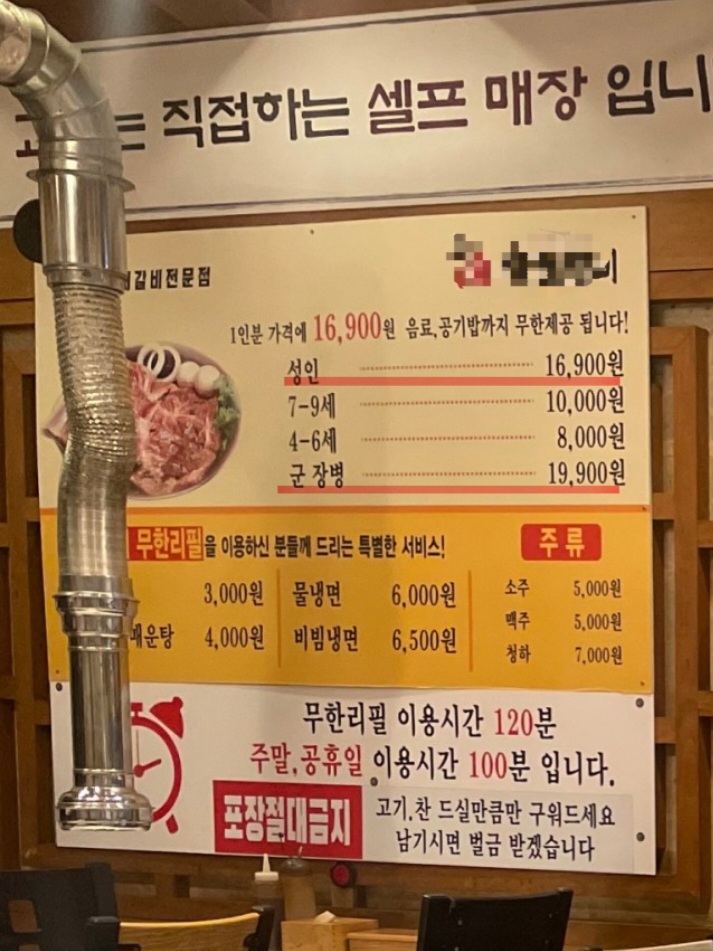 직접하는 셀프 매장 입니
갈비전문점
1인분 가격에 16,900원 음료,공기밥까지 무한제공 됩니다!
성인 16,900원
7-9세 10,000원
4-6세 8,000원
군 장병 19,900원
무한리필을 이용하신 분들께 드리는 특별한 서비스!
주류
3,000원 물냉면 6,000원
매운탕 4,000원 비빔냉면 6,500원
소주 5,000원
맥주 5,000원
청하 7,000원
무한리필 이용시간 120분
주말,공휴일 이용시간 100분 입니다.
포장절대금지
고기,찬 드실만큼만 구워드세요
남기시면 벌금 받겠습니다